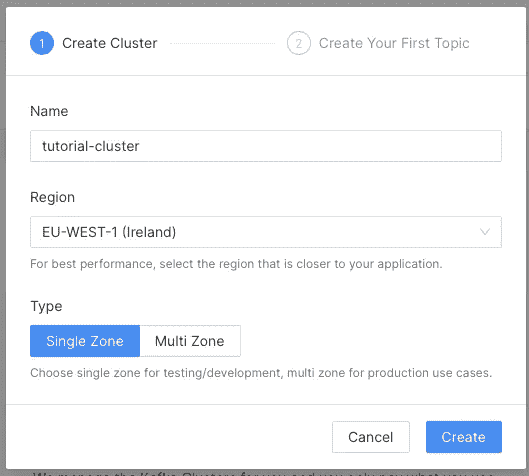 1 Create Cluster 2 Create Your First Topic
Name
tutorial-cluster
Region
EU-WEST-1 (Ireland)
For best performance, select the region that is closer to your application.
Type
Single Zone Multi Zone
Choose single zone for testing/development, multi zone for production use cases.
Cancel Create